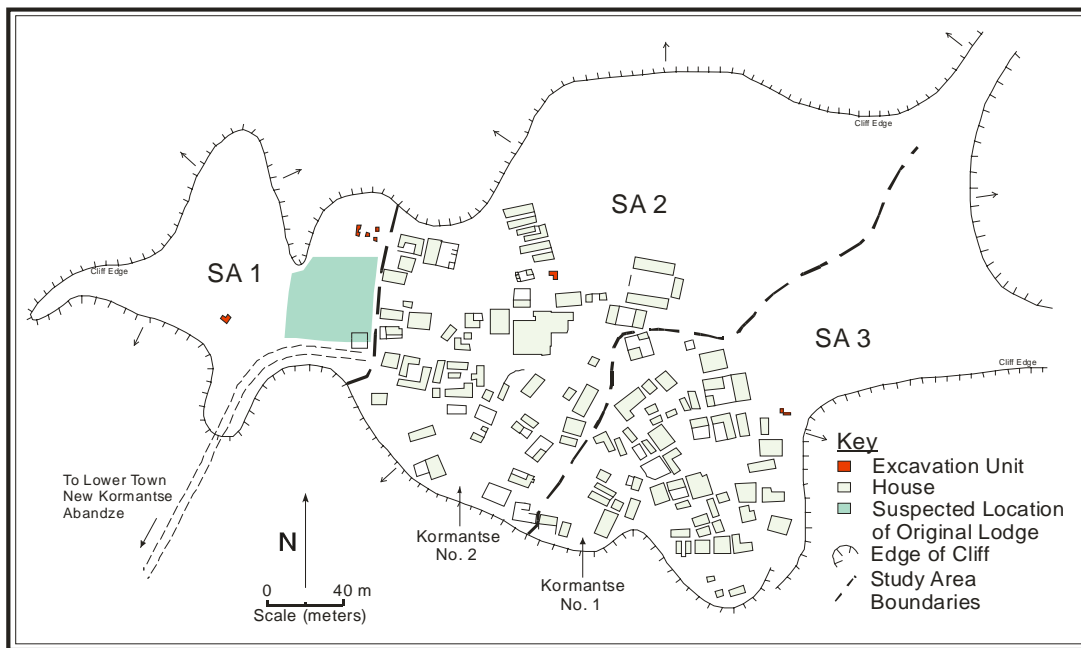 Cliff Edge
SA 2
SA 1
Cliff Edge
SA 3
Cliff Edge
Key
Excavation Unit
House
Suspected Location
of Original Lodge
Edge of Cliff
Study Area
Boundaries
To Lower Town
New Kormantse
Abandze
N
0 40 m
Scale (meters)
Kormantse
No. 2
Kormantse
No. 1